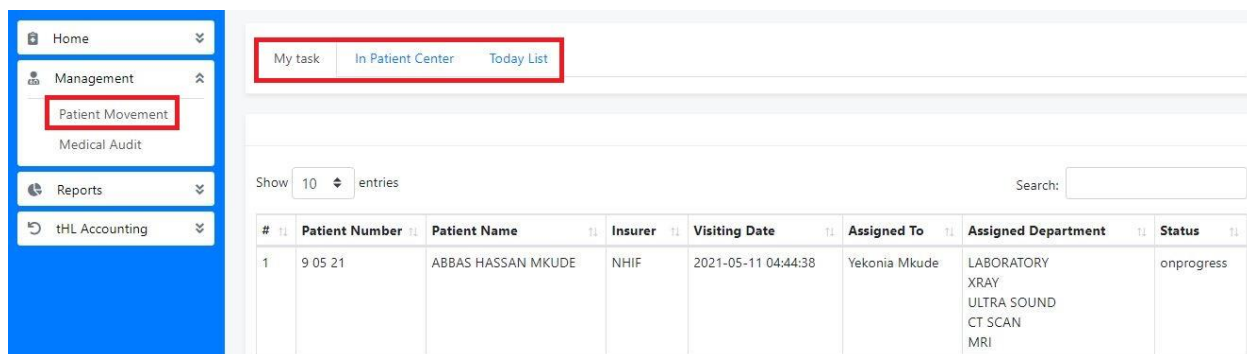 Home
Management
Patient Movement
Medical Audit
Reports
tHL Accounting
My task In Patient Center Today List
Show 10 entries Search:
# Patient Number Patient Name Insurer Visiting Date Assigned To Assigned Department Status
1 9 05 21 ABBAS HASSAN MKUDE NHIF 2021-05-11 04:44:38 Yekonia Mkude LABORATORY onprogress
XRAY
ULTRA SOUND
CT SCAN
MRI